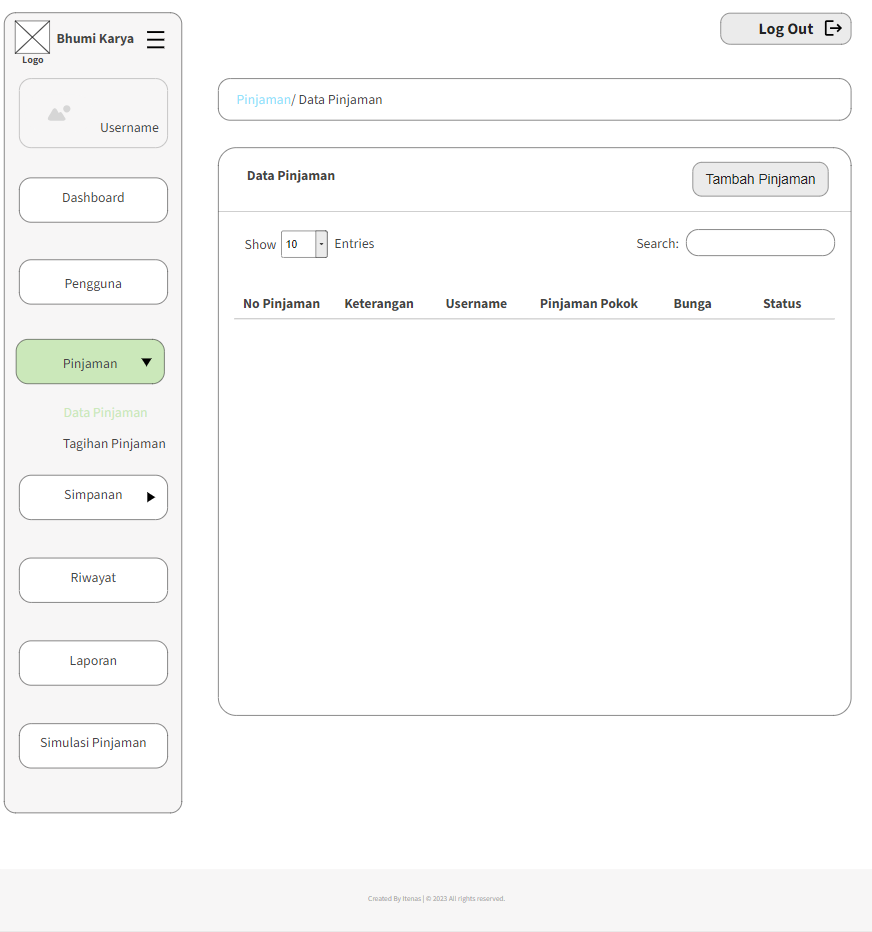 Bhumi Karya
Logo
Username
Dashboard
Pengguna
Pinjaman
Data Pinjaman
Tagihan Pinjaman
Simpanan
Riwayat
Laporan
Simulasi Pinjaman
Log Out
Pinjaman/ Data Pinjaman
Data Pinjaman
Tambah Pinjaman
Show 10 Entries
Search:
No Pinjaman Keterangan Username Pinjaman Pokok Bunga Status
Created By Itenas | © 2023 All rights reserved.